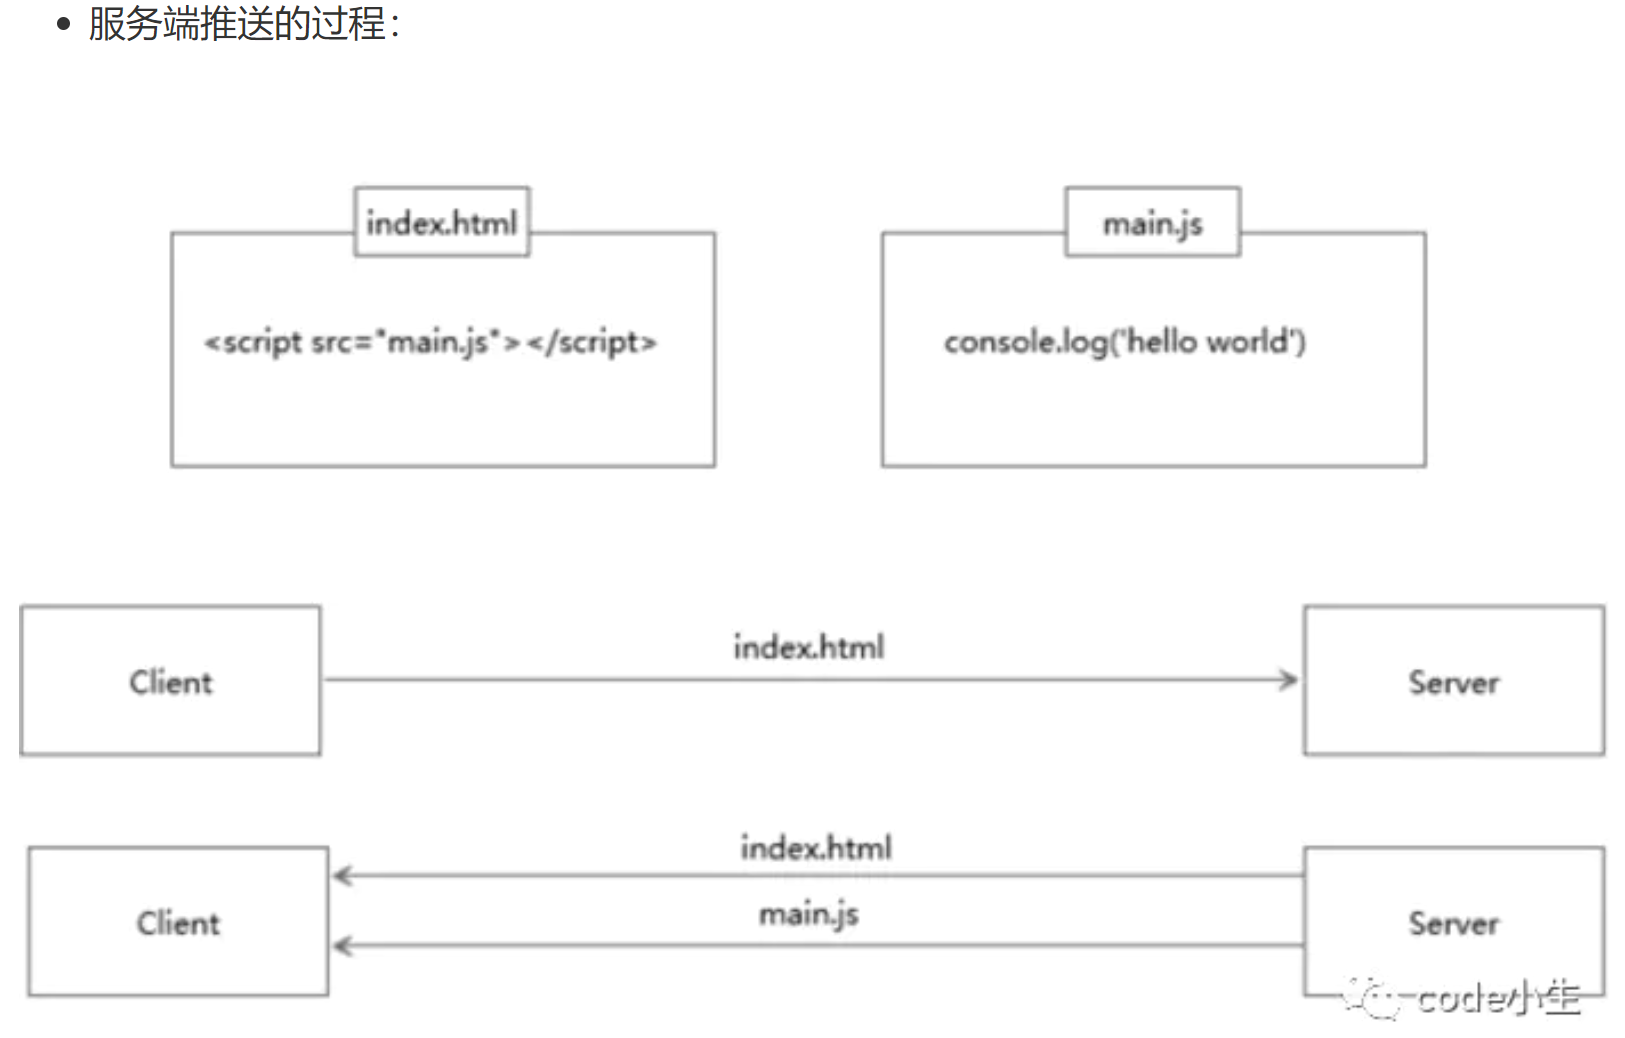 服务端推送的过程：
index.html
main.js
<script src="main.js"></script>
console.log('hello world')
index.html
Client
Server
index.html
main.js
Client
Server
code小生